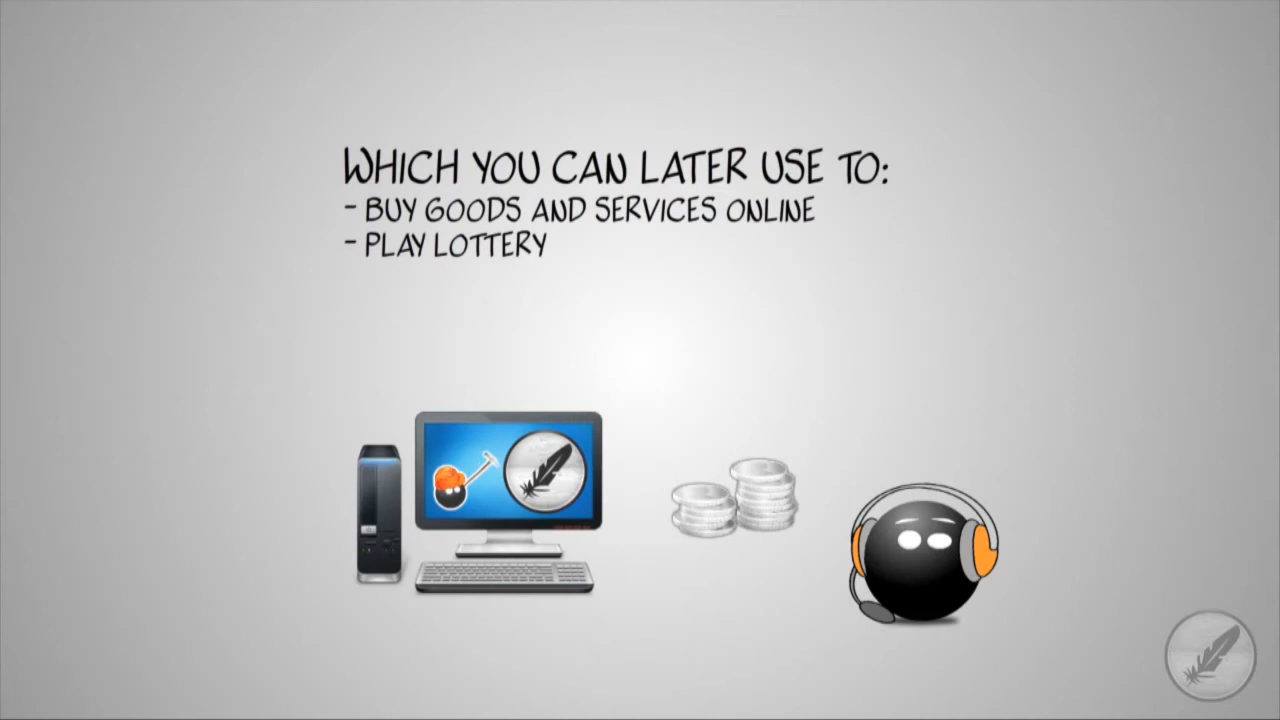 WHICH YOU CAN LATER USE TO:
- BUY GOODS AND SERVICES ONLINE
- PLAY LOTTERY